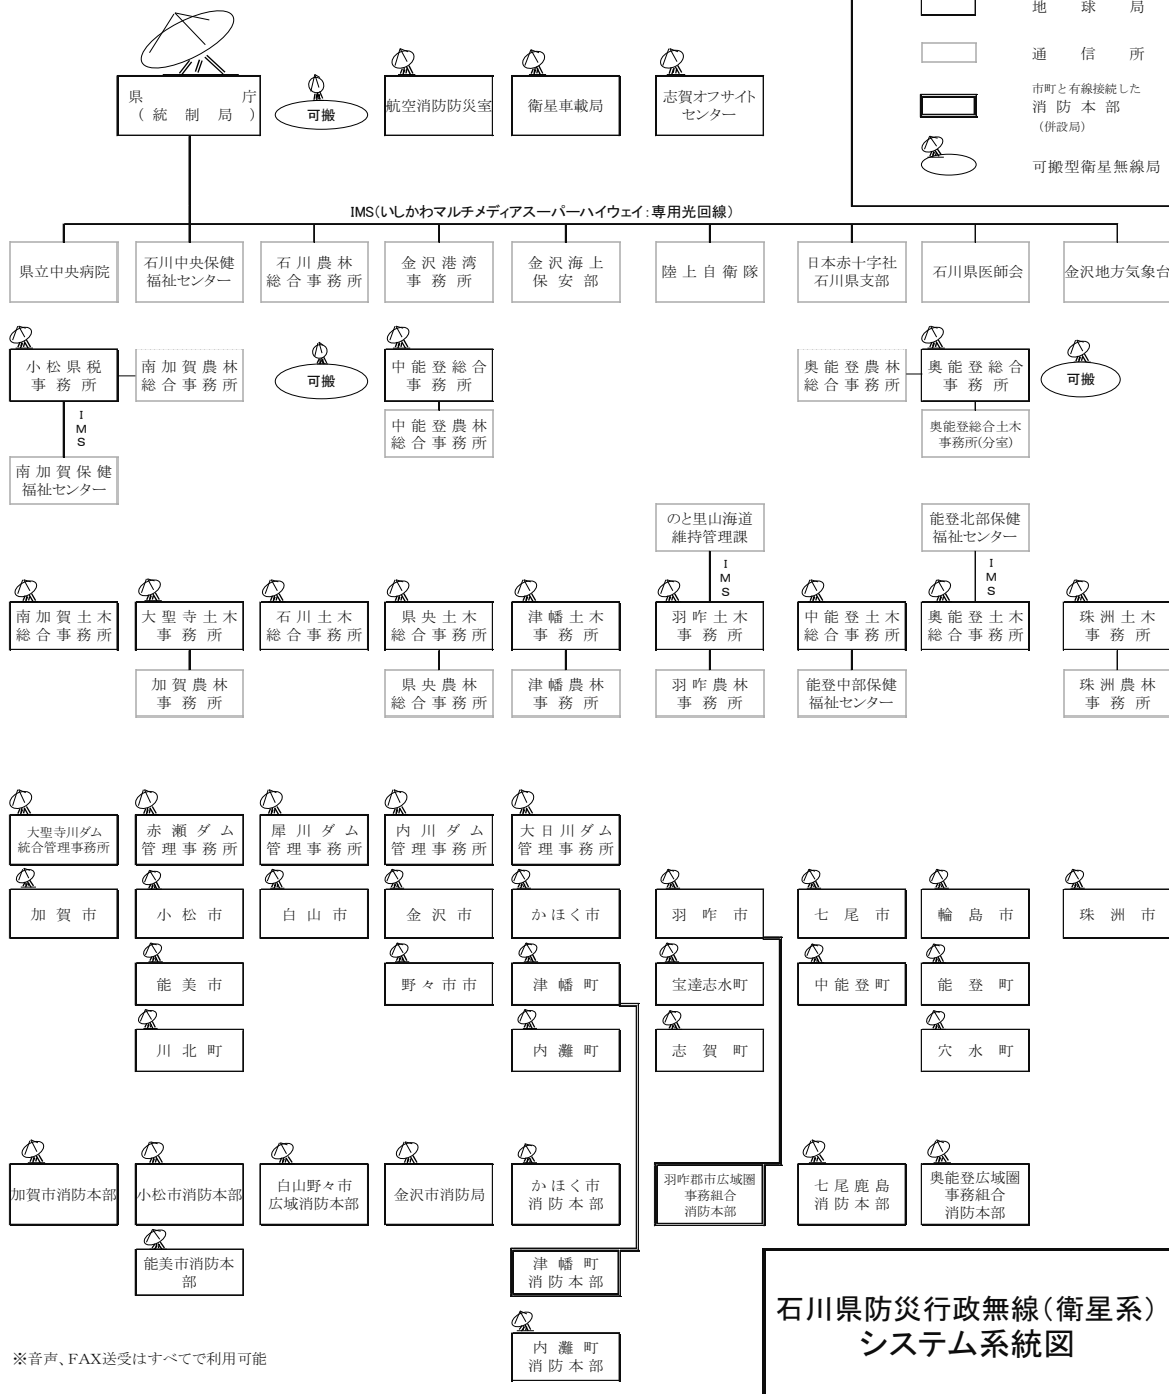 地球局
通信所
市町と有線接続した
消防本部
(併設局)
可搬型衛星無線局
県庁
(統制局)
可搬
航空消防防災室
衛星車載局
志賀オフサイト
センター
IMS(いしかわマルチメディアスーパーハイウェイ:専用光回線)
県立中央病院
石川中央保健
福祉センター
石川農林
総合事務所
金沢港湾
事務所
金沢海上
保安部
陸上自衛隊
日本赤十字社
石川県支部
石川県医師会
金沢地方気象台
小松県税
事務所
南加賀農林
総合事務所
可搬
中能登総合
事務所
奥能登農林
総合事務所
奥能登総合
事務所
可搬
IMS
中能登農林
総合事務所
奥能登総合土木
事務所(分室)
南加賀保健
福祉センター
のと里山海道
維持管理課
能登北部保健
福祉センター
IMS
IMS
南加賀土木
総合事務所
大聖寺土木
事務所
石川土木
総合事務所
県央土木
総合事務所
津幡土木
事務所
羽咋土木
事務所
中能登土木
総合事務所
奥能登土木
総合事務所
珠洲土木
事務所
加賀農林
事務所
県央農林
総合事務所
津幡農林
事務所
羽咋農林
事務所
能登中部保健
福祉センター
珠洲農林
事務所
大聖寺川ダム
統合管理事務所
赤瀬ダム
管理事務所
犀川ダム
管理事務所
内川ダム
管理事務所
大日川ダム
管理事務所
加賀市
小松市
白山市
金沢市
かほく市
羽咋市
七尾市
輪島市
珠洲市
能美市
野々市市
津幡町
宝達志水町
中能登町
能登町
川北町
内灘町
志賀町
穴水町
加賀市消防本部
小松市消防本部
白山野々市
広域消防本部
金沢市消防局
かほく市
消防本部
羽咋郡市広域圏
事務組合
消防本部
七尾鹿島
消防本部
奥能登広域圏
事務組合
消防本部
能美市消防本
部
津幡町
消防本部
内灘町
消防本部
石川県防災行政無線(衛星系)
システム系統図
※音声、FAX送受はすべてで利用可能